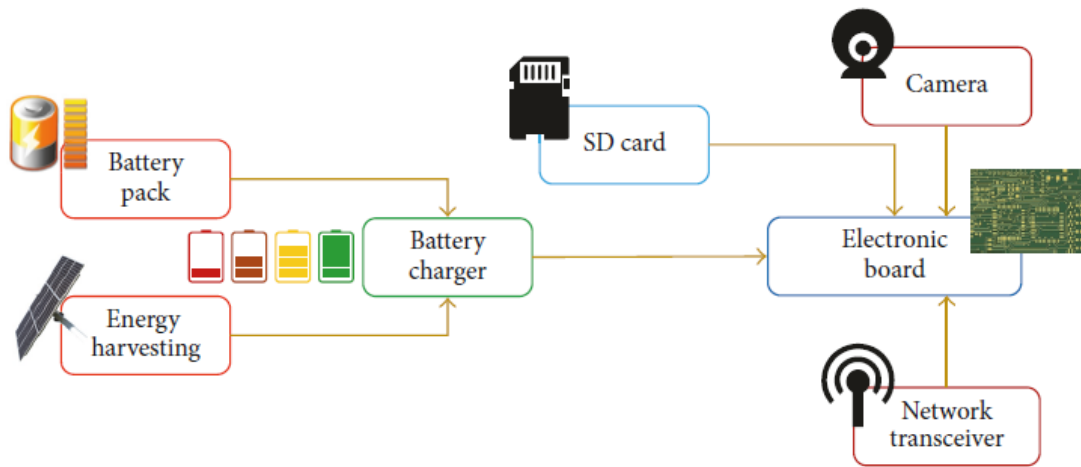 Camera
SD card
Battery
pack
Battery
charger
Electronic
board
Energy
harvesting
Network
transceiver